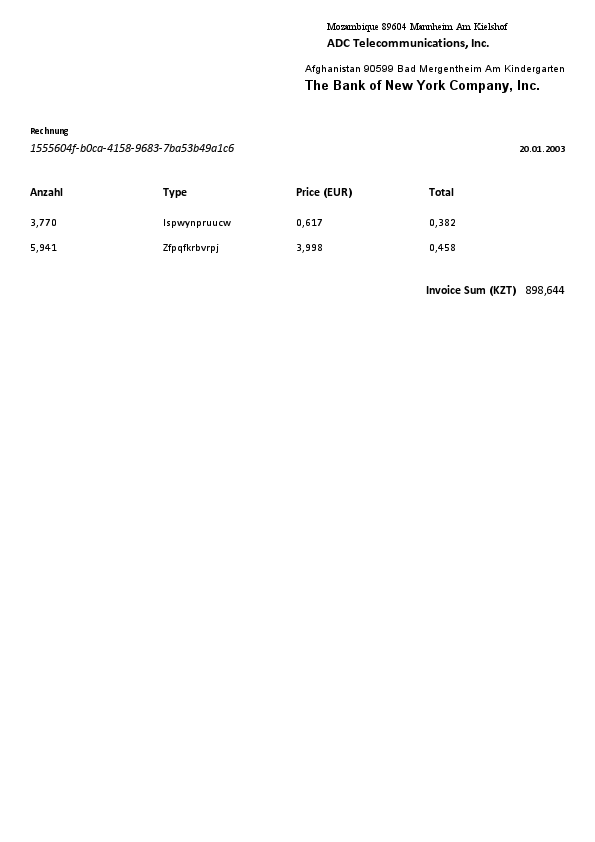 Mozambique 89604 Mannheim Am Kielshof
ADC Telecommunications, Inc.
Afghanistan 90599 Bad Mergentheim Am Kindergarten
The Bank of New York Company, Inc.
Rechnung
1555604f-b0ca-4158-9683-7ba53b49a1c6 20.01.2003
Anzahl Type Price (EUR) Total
3,770 Ispwynpruucw 0,617 0,382
5,941 Zfpqfkrbvrpj 3,998 0,458
Invoice Sum (KZT) 898,644